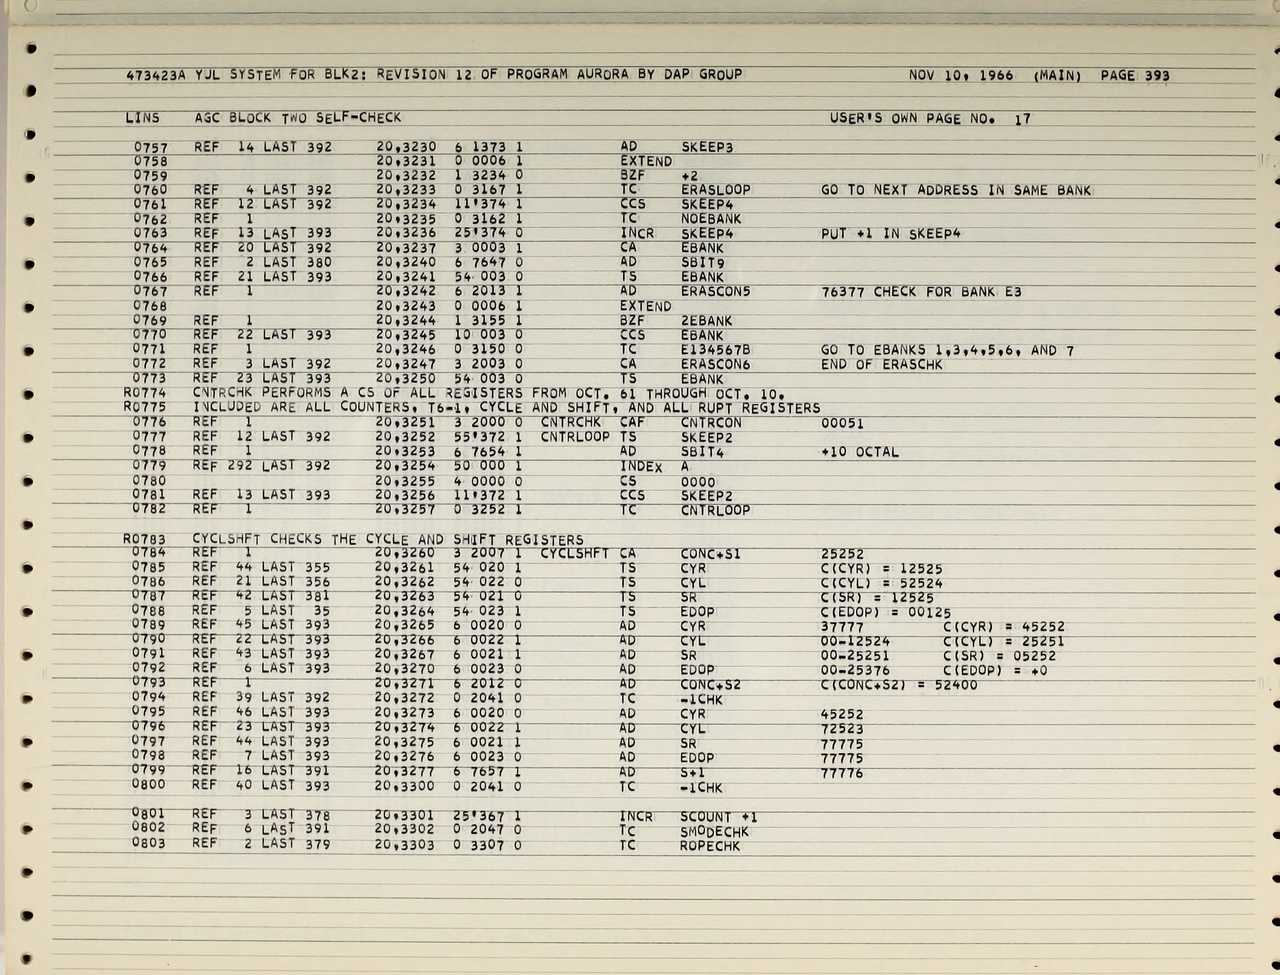 473423A YUL SYSTEM FOR BLK2: REVISION 12 OF PROGRAM AURORA BY DAP GROUP NOV 10, 1966 (MAIN) PAGE 393
LINS AGC BLOCK TWO SELF-CHECK USER'S OWN PAGE NO. 17
0757 REF 14 LAST 392 20,3230 6 1373 1 AD SKEEP3
0758 20,3231 0 0006 1 EXTEND
0759 20,3232 1 3234 0 BZF +2
0760 REF 4 LAST 392 20,3233 0 3167 1 TC ERASLOOP GO TO NEXT ADDRESS IN SAME BANK
0761 REF 12 LAST 392 20,3234 11'374 1 CCS SKEEP4
0762 REF 1 20,3235 0 3162 1 TC NOEBANK
0763 REF 13 LAST 393 20,3236 25'374 0 INCR SKEEP4 PUT +1 IN SKEEP4
0764 REF 20 LAST 392 20,3237 3 0003 1 CA EBANK
0765 REF 2 LAST 380 20,3240 6 7647 0 AD SBIT9
0766 REF 21 LAST 393 20,3241 54 003 0 TS EBANK
0767 REF 1 20,3242 6 2013 1 AD ERASCON5 76377 CHECK FOR BANK E3
0768 20,3243 0 0006 1 EXTEND
0769 REF 1 20,3244 1 3155 1 BZF 2EBANK
0770 REF 22 LAST 393 20,3245 10 003 0 CCS EBANK
0771 REF 1 20,3246 0 3150 1 TC E134567B GO TO EBANKS 1,3,4,5,6, AND 7
0772 REF 3 LAST 392 20,3247 3 2003 0 CA ERASCON6 END OF ERASCHK
0773 REF 23 LAST 393 20,3250 54 003 0 TS EBANK
R0774 CNTRCHK PERFORMS A CS OF ALL REGISTERS FROM OCT. 61 THROUGH OCT. 10.
R0775 INCLUDED ARE ALL COUNTERS, T6-1, CYCLE AND SHIFT, AND ALL RUPT REGISTERS
0776 REF 1 20,3251 3 2000 0 CNTRCHK CAF CNTRCON 00051
0777 REF 12 LAST 392 20,3252 55'372 1 CNTRLOOP TS SKEEP2
0778 REF 1 20,3253 6 7654 1 AD SBIT4 +10 OCTAL
0779 REF 292 LAST 392 20,3254 50 000 1 INDEX A
0780 20,3255 4 0000 0 CS 0000
0781 REF 13 LAST 393 20,3256 11'372 1 CCS SKEEP2
0782 REF 1 20,3257 0 3252 1 TC CNTRLOOP
R0783 CYCLSHFT CHECKS THE CYCLE AND SHIFT REGISTERS
0784 REF 1 20,3260 3 2007 1 CYCLSHFT CA CONC+S1 25252
0785 REF 44 LAST 355 20,3261 54 020 1 TS CYR C(CYR) = 12525
0786 REF 21 LAST 356 20,3262 54 022 0 TS CYL C(CYL) = 52524
0787 REF 42 LAST 381 20,3263 54 021 0 TS SR C(SR) = 12525
0788 REF 5 LAST 35 20,3264 54 023 1 TS EDOP C(EDOP) = 00125
0789 REF 45 LAST 393 20,3265 6 0020 0 AD CYR 37777 C(CYR) = 45252
0790 REF 22 LAST 393 20,3266 6 0022 1 AD CYL 00-12524 C(CYL) = 25251
0791 REF 43 LAST 393 20,3267 6 0021 1 AD SR 00-25251 C(SR) = 05252
0792 REF 6 LAST 393 20,3270 6 0023 0 AD EDOP 00-25376 C(EDOP) = +0
0793 REF 1 20,3271 6 2012 0 AD CONC+S2 C(CONC+S2) = 52400
0794 REF 39 LAST 392 20,3272 0 2041 0 TC -1CHK
0795 REF 46 LAST 393 20,3273 6 0020 0 AD CYR 45252
0796 REF 23 LAST 393 20,3274 6 0022 1 AD CYL 72523
0797 REF 44 LAST 393 20,3275 6 0021 1 AD SR 77775
0798 REF 7 LAST 393 20,3276 6 0023 0 AD EDOP 77775
0799 REF 16 LAST 391 20,3277 6 7657 1 AD S+1 77776
0800 REF 40 LAST 393 20,3300 0 2041 0 TC -1CHK
0801 REF 3 LAST 378 20,3301 25'367 1 INCR SCOUNT +1
0802 REF 6 LAST 391 20,3302 0 2047 0 TC SMODECHK
0803 REF 2 LAST 379 20,3303 0 3307 0 TC ROPECHK